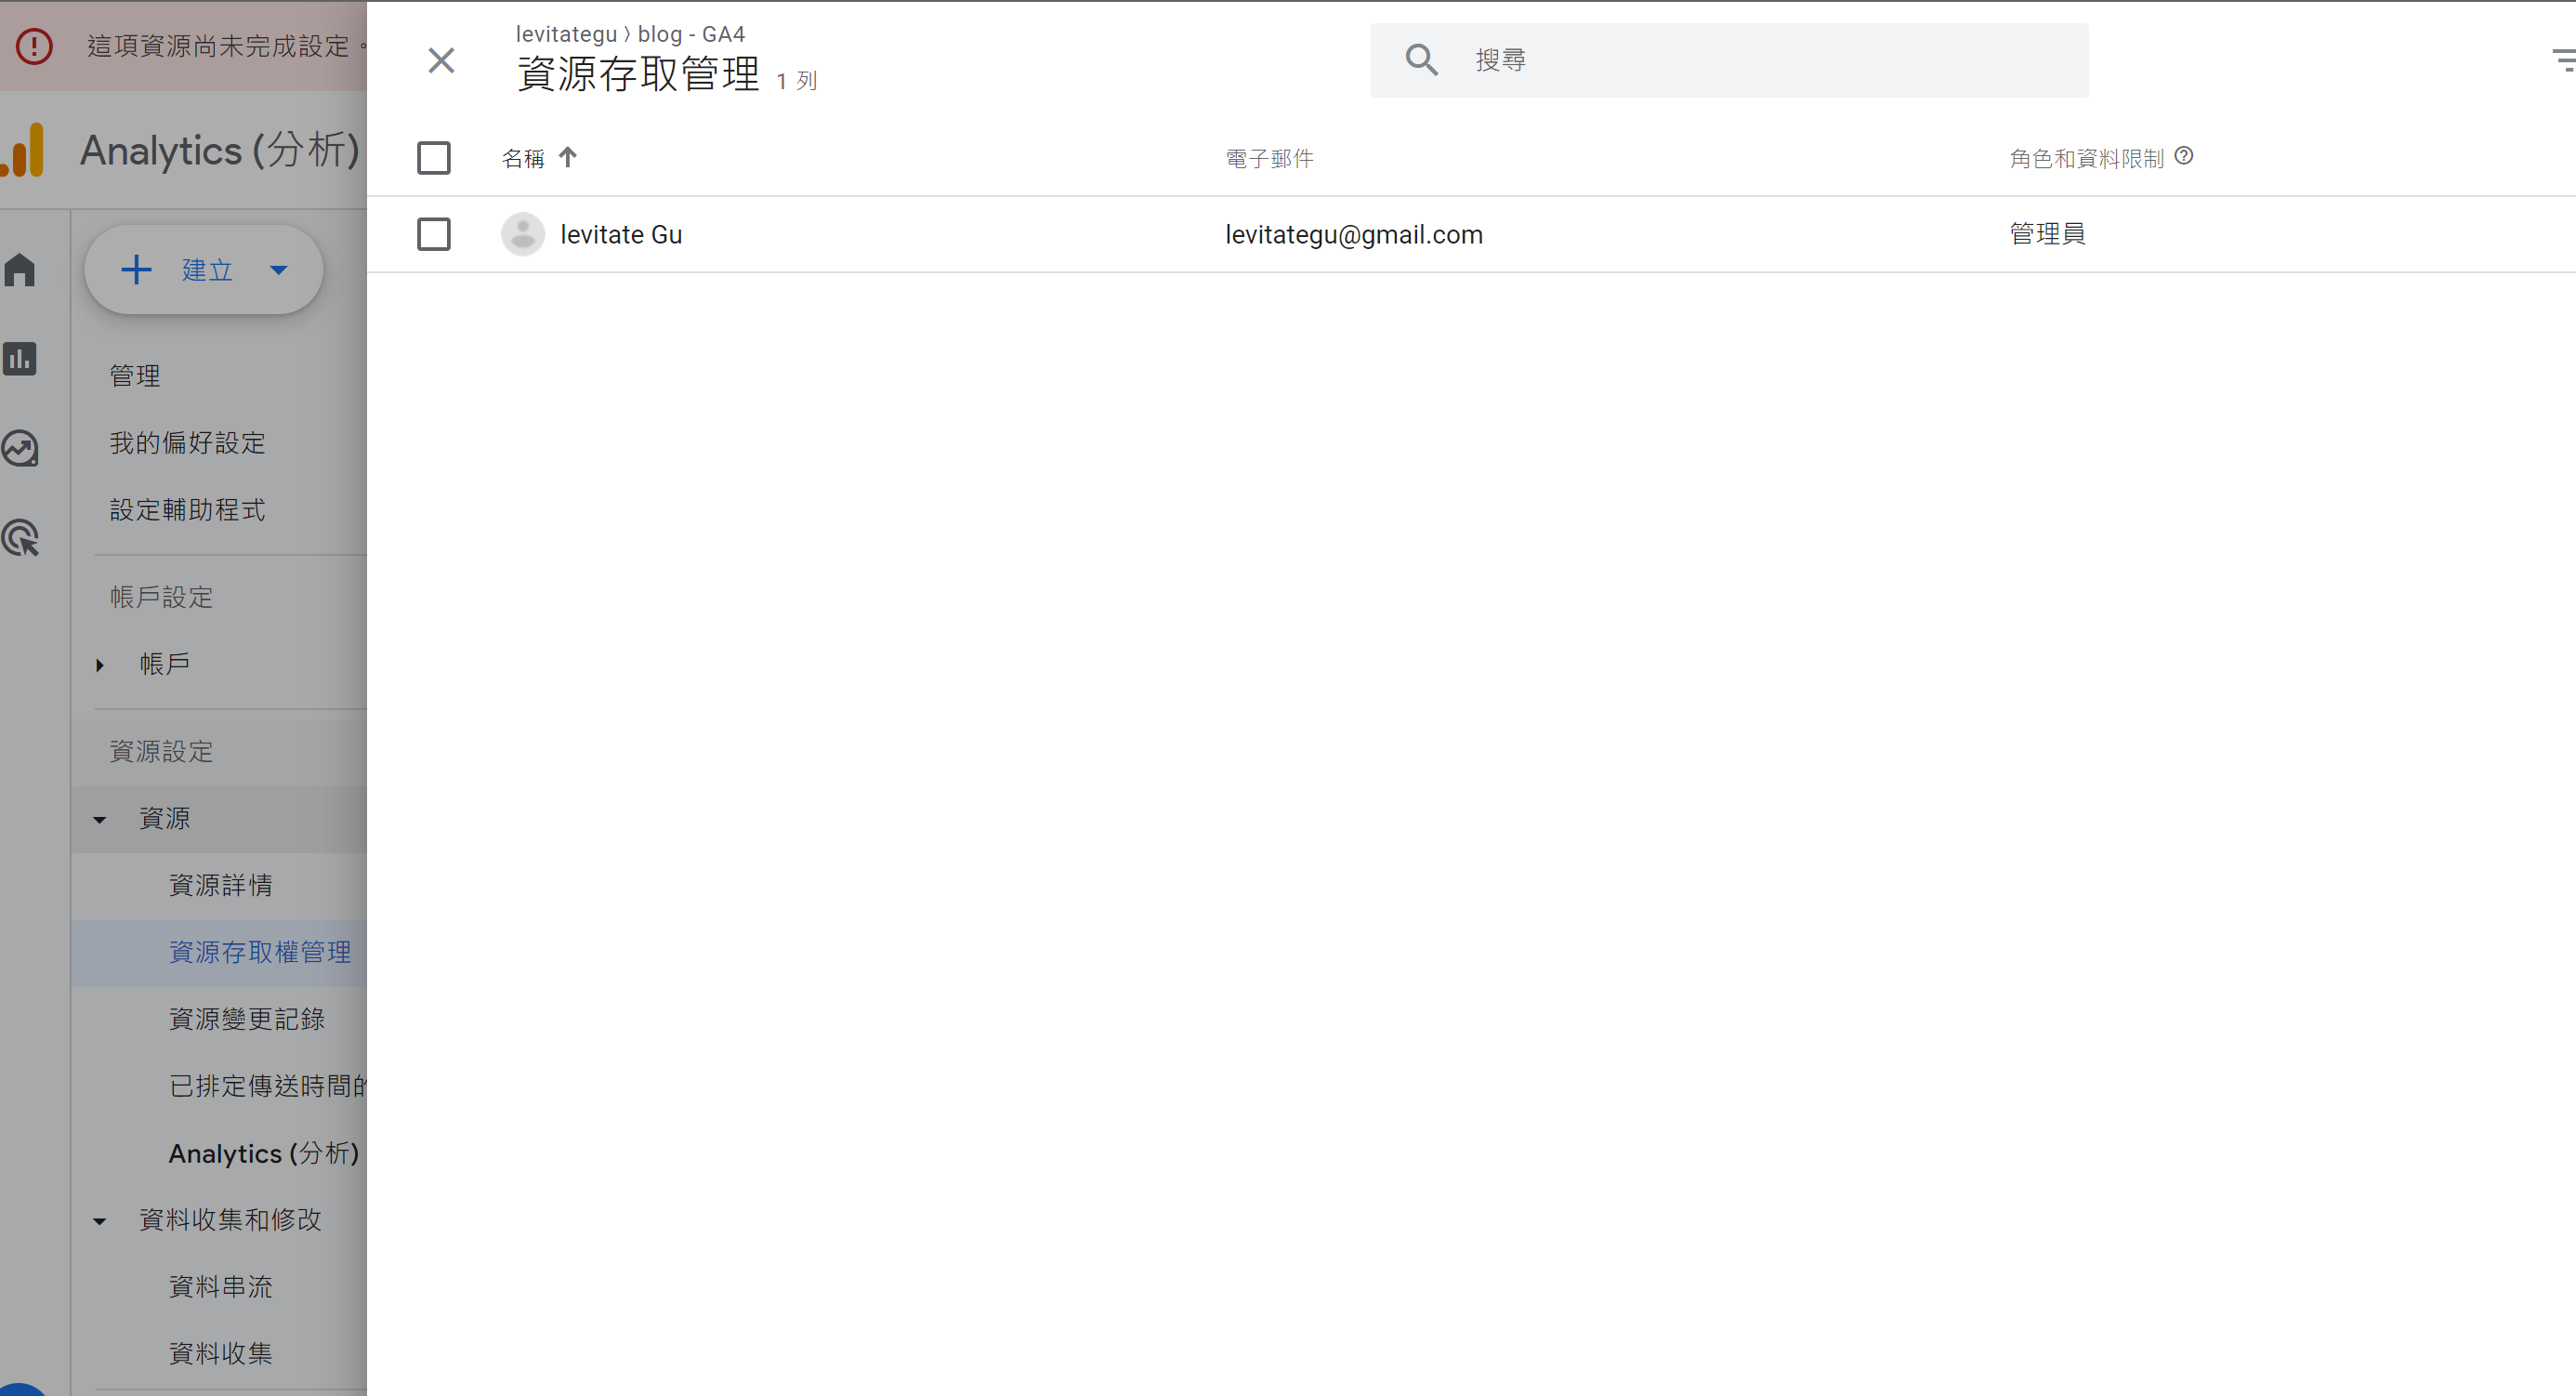 這項資源尚未完成設定。
Analytics (分析)
建立
管理
我的偏好設定
設定輔助程式
帳戶設定
帳戶
資源設定
資源
資源詳情
資源存取權管理
資源變更記錄
已排定傳送時間的
Analytics (分析)
資料收集和修改
資料串流
資料收集
levitategu 〉blog - GA4
資源存取管理 1 列
搜尋
名稱 電子郵件 角色和資料限制
levitate Gu levitategu@gmail.com 管理員